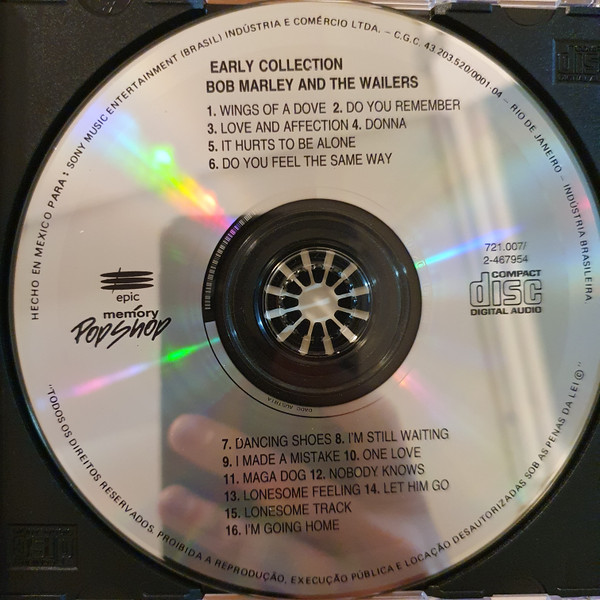 HECHO EN MEXICO PARA : SONY MUSIC ENTERTAINMENT (BRASIL) INDÚSTRIA E COMÉRCIO LTDA. – C.G.C. 43.203.520/0001-04 – RIO DE JANEIRO – INDÚSTRIA BRASILEIRA.
EARLY COLLECTION
BOB MARLEY AND THE WAILERS
1. WINGS OF A DOVE 2. DO YOU REMEMBER
3. LOVE AND AFFECTION 4. DONNA
5. IT HURTS TO BE ALONE
6. DO YOU FEEL THE SAME WAY
epic
memory
PopShop
721.007/
2-467954
COMPACT
disc
DIGITAL AUDIO
7. DANCING SHOES 8. I'M STILL WAITING
9. I MADE A MISTAKE 10. ONE LOVE
11. MAGA DOG 12. NOBODY KNOWS
13. LONESOME FEELING 14. LET HIM GO
15. LONESOME TRACK
16. I'M GOING HOME
"TODOS OS DIREITOS RESERVADOS. PROIBIDA A REPRODUÇÃO, EXECUÇÃO PÚBLICA E LOCAÇÃO DESAUTORIZADAS SOB AS PENAS DA LEI ©"